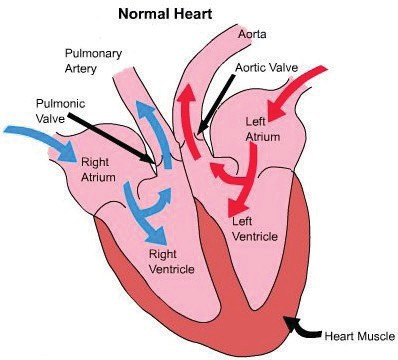 Normal Heart
Aorta
Pulmonary
Artery
Aortic Valve
Pulmonic
Valve
Left
Atrium
Right
Atrium
Left
Ventricle
Right
Ventricle
Heart Muscle